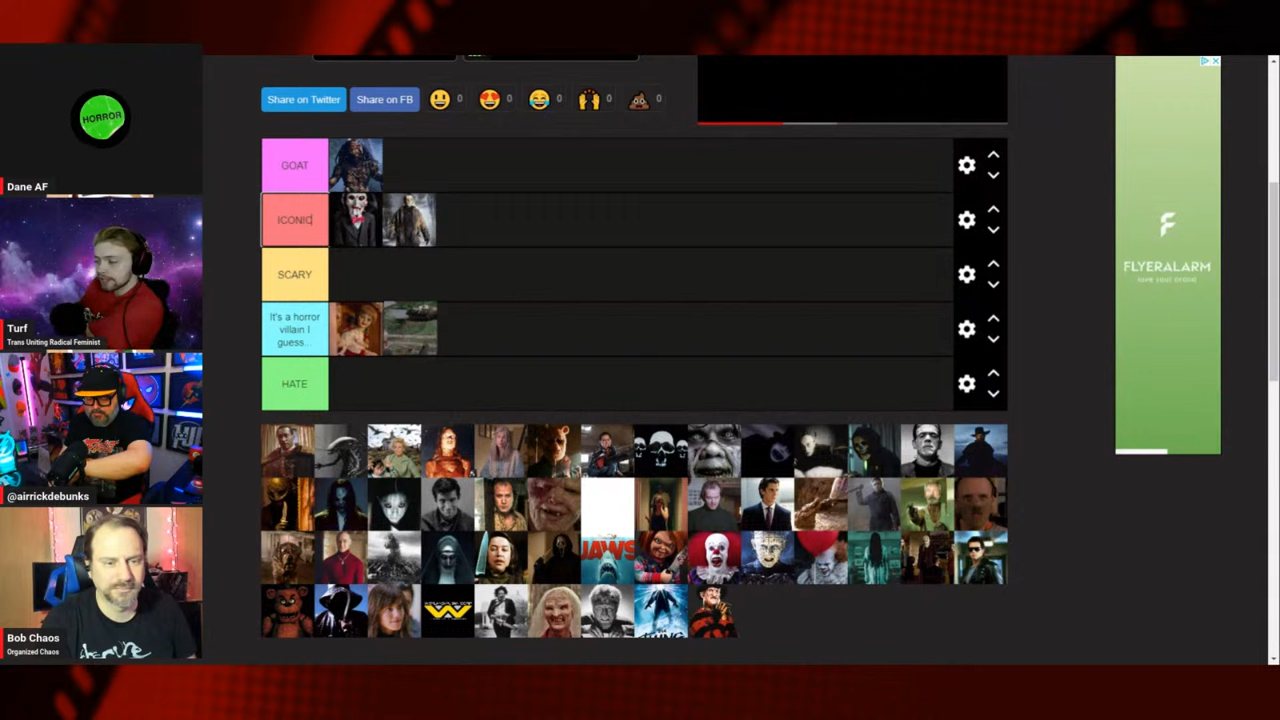 HORROR
Dane AF
Turf
Trans Uniting Radical Feminist
@airrickdebunks
Bob Chaos
Organized Chaos
Share on Twitter
Share on FB
0
0
0
0
0
GOAT
ICONIC
SCARY
It's a horror
villain I
guess...
HATE
JAWS
THING
FLYERALARM